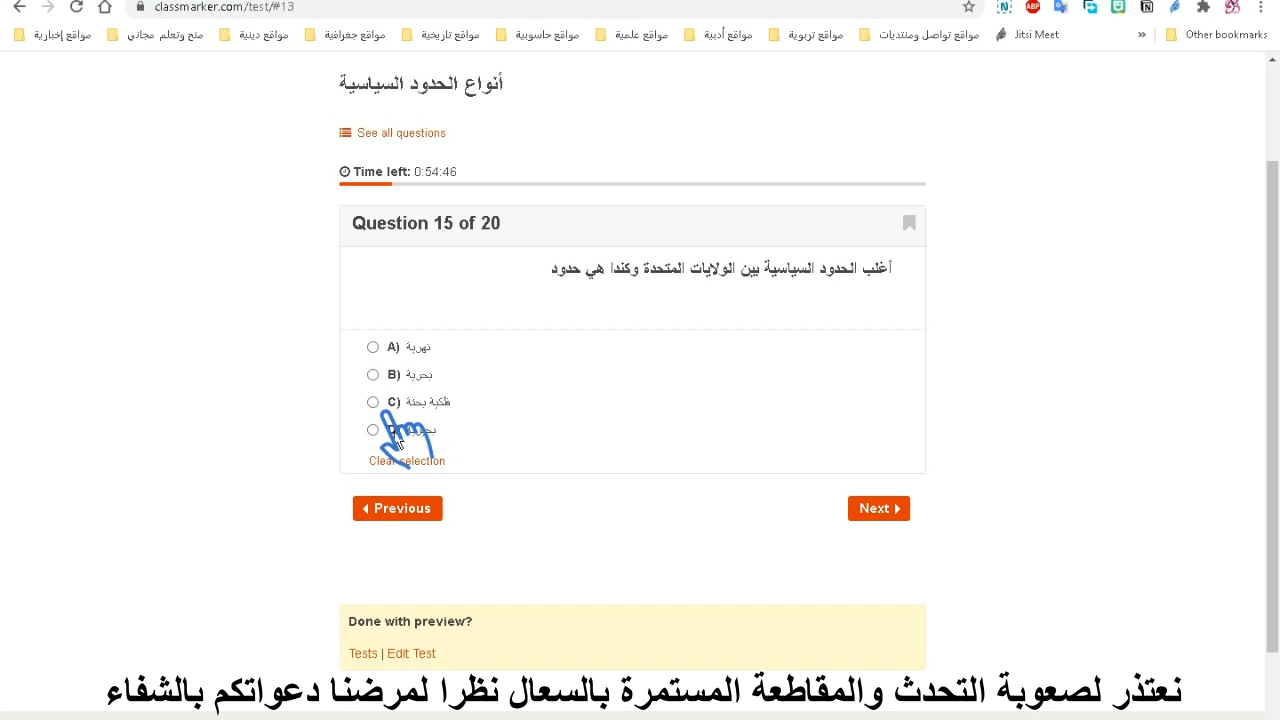 classmarker.com/test/#13
مواقع إخبارية
منح وتعلم مجاني
مواقع دينية
مواقع جغرافية
مواقع تاريخية
مواقع حاسوبية
مواقع علمية
مواقع أدبية
مواقع تربوية
مواقع تواصل ومنتديات
Jitsi Meet
»
Other bookmarks
أنواع الحدود السياسية
See all questions
Time left: 0:54:46
Question 15 of 20
أغلب الحدود السياسية بين الولايات المتحدة وكندا هي حدود
A) نهرية
B) بحرية
C) فلكية بحتة
Clear selection
Previous
Next
Done with preview?
Tests | Edit Test
نعتذر لصعوبة التحدث والمقاطعة المستمرة بالسعال نظرا لمرضنا دعواتكم بالشفاء